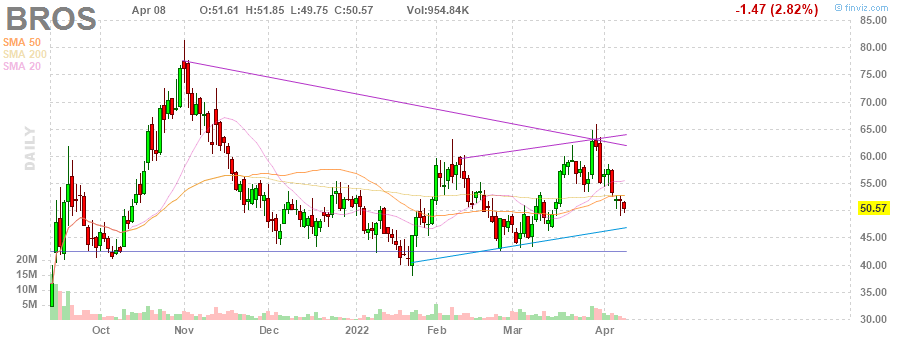 BROS
Apr 08 O:51.61 H:51.85 L:49.75 C:50.57 Vol:954.84K -1.47 (2.82%) © finviz.com
SMA 50
SMA 200
SMA 20
DAILY
85.00
80.00
75.00
70.00
65.00
60.00
55.00
50.57
45.00
40.00
35.00
30.00
20M
15M
10M
5M
Oct Nov Dec 2022 Feb Mar Apr